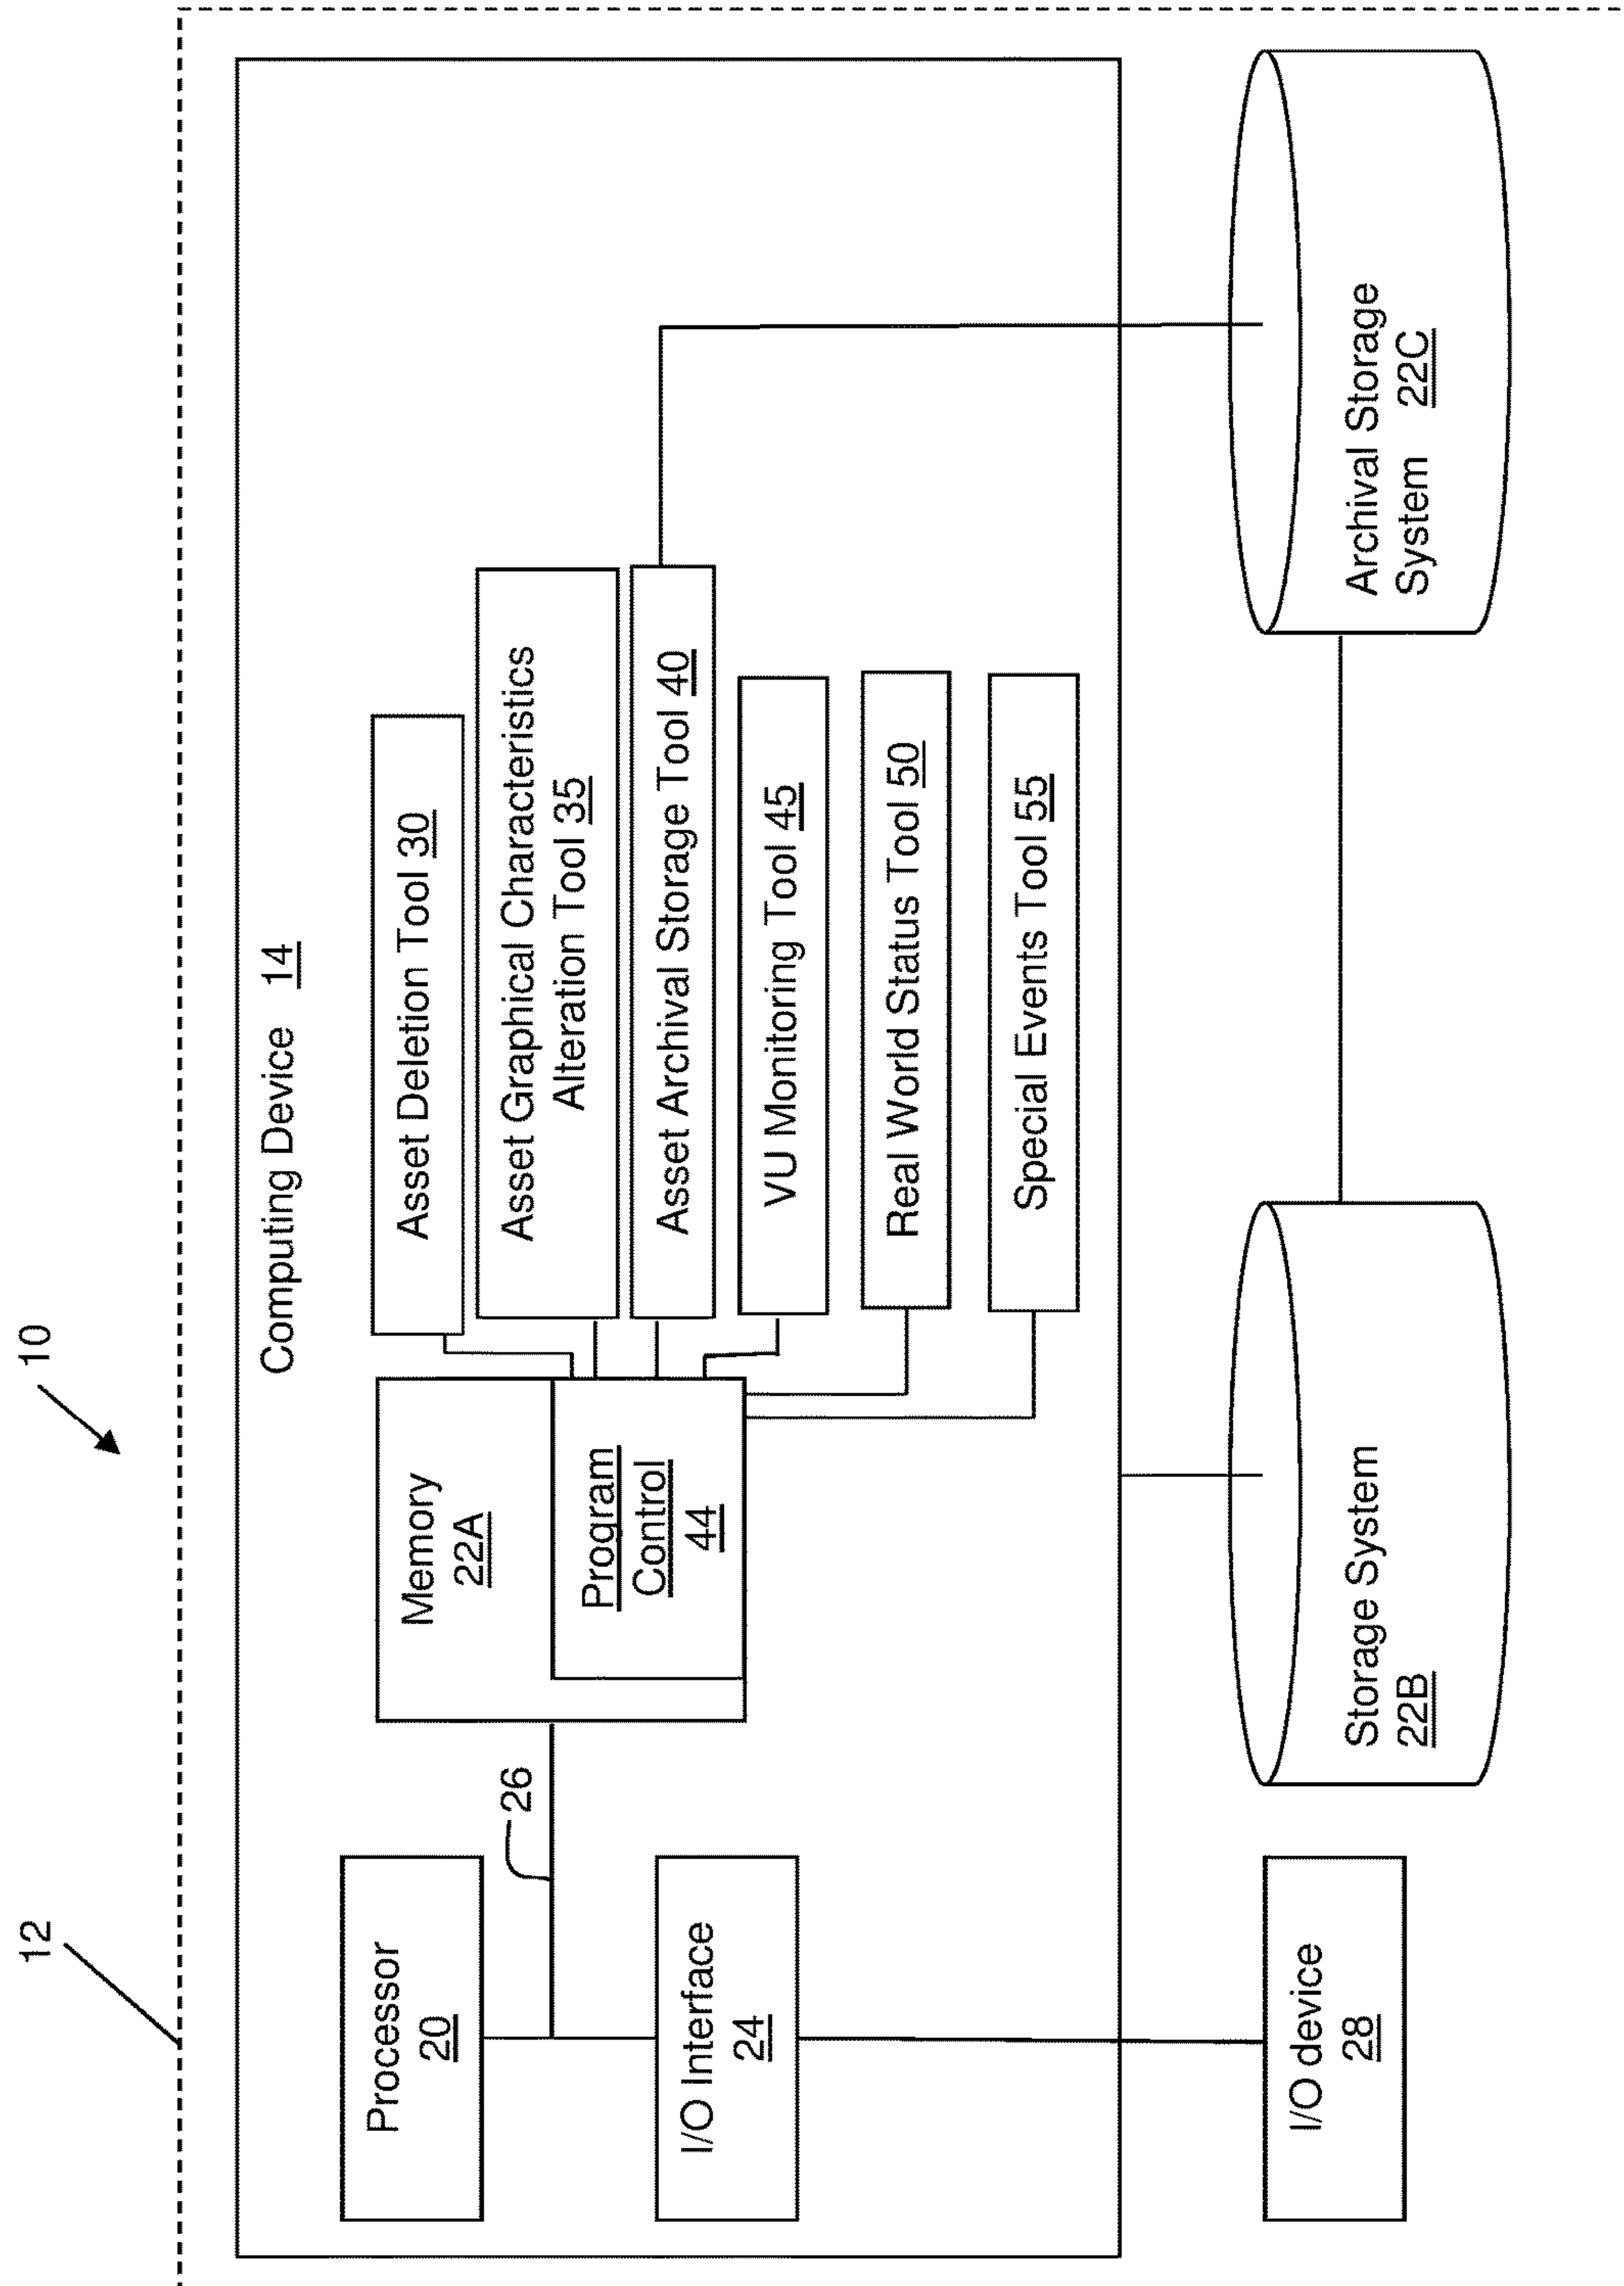 10
12
Computing Device 14
Processor
20
26
I/O Interface
24
Memory
22A
Program
Control
44
Asset Deletion Tool 30
Asset Graphical Characteristics
Alteration Tool 35
Asset Archival Storage Tool 40
VU Monitoring Tool 45
Real World Status Tool 50
Special Events Tool 55
I/O device
28
Storage System
22B
Archival Storage
System 22C